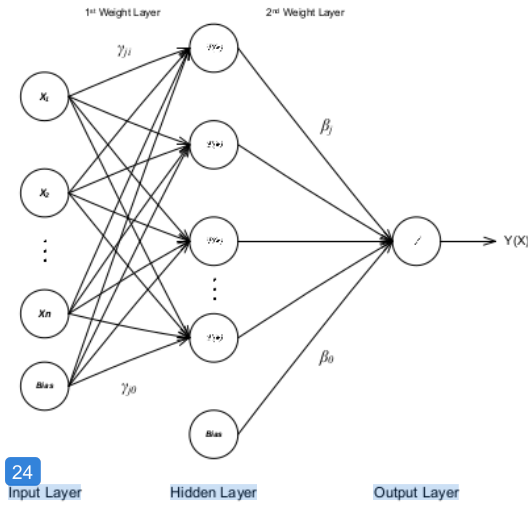 1st Weight Layer
2nd Weight Layer
γji
X1
βj
X2
Y(X)
Xn
β0
Bias
γj0
Bias
24
Input Layer
Hidden Layer
Output Layer